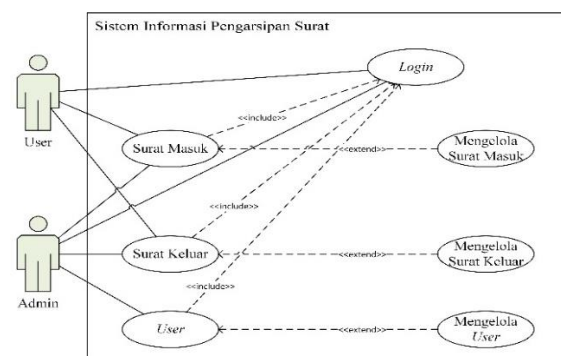 Sistem Informasi Pengarsipan Surat
Login
<<include>>
User
Surat Masuk
<<extend>>
Mengelola
Surat Masuk
<<include>>
Surat Keluar
<<extend>>
Mengelola
Surat Keluar
Admin
<<include>>
User
<<extend>>
Mengelola
User